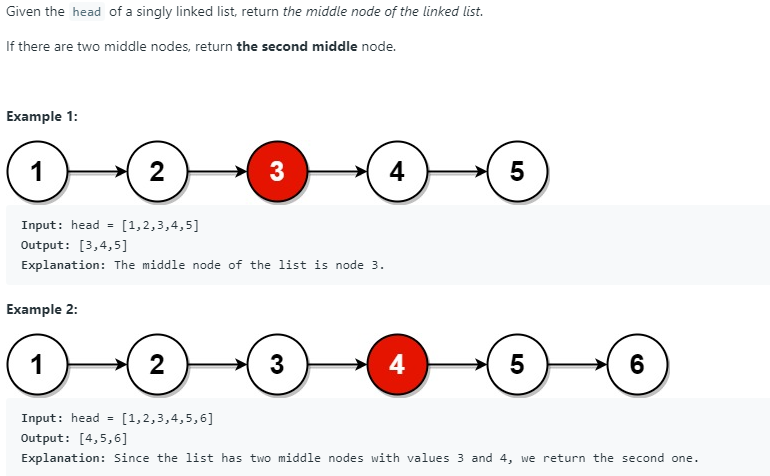 Given the head of a singly linked list, return the middle node of the linked list.
If there are two middle nodes, return the second middle node.
Example 1:
1 2 3 4 5
Input: head = [1,2,3,4,5]
Output: [3,4,5]
Explanation: The middle node of the list is node 3.
Example 2:
1 2 3 4 5 6
Input: head = [1,2,3,4,5,6]
Output: [4,5,6]
Explanation: Since the list has two middle nodes with values 3 and 4, we return the second one.